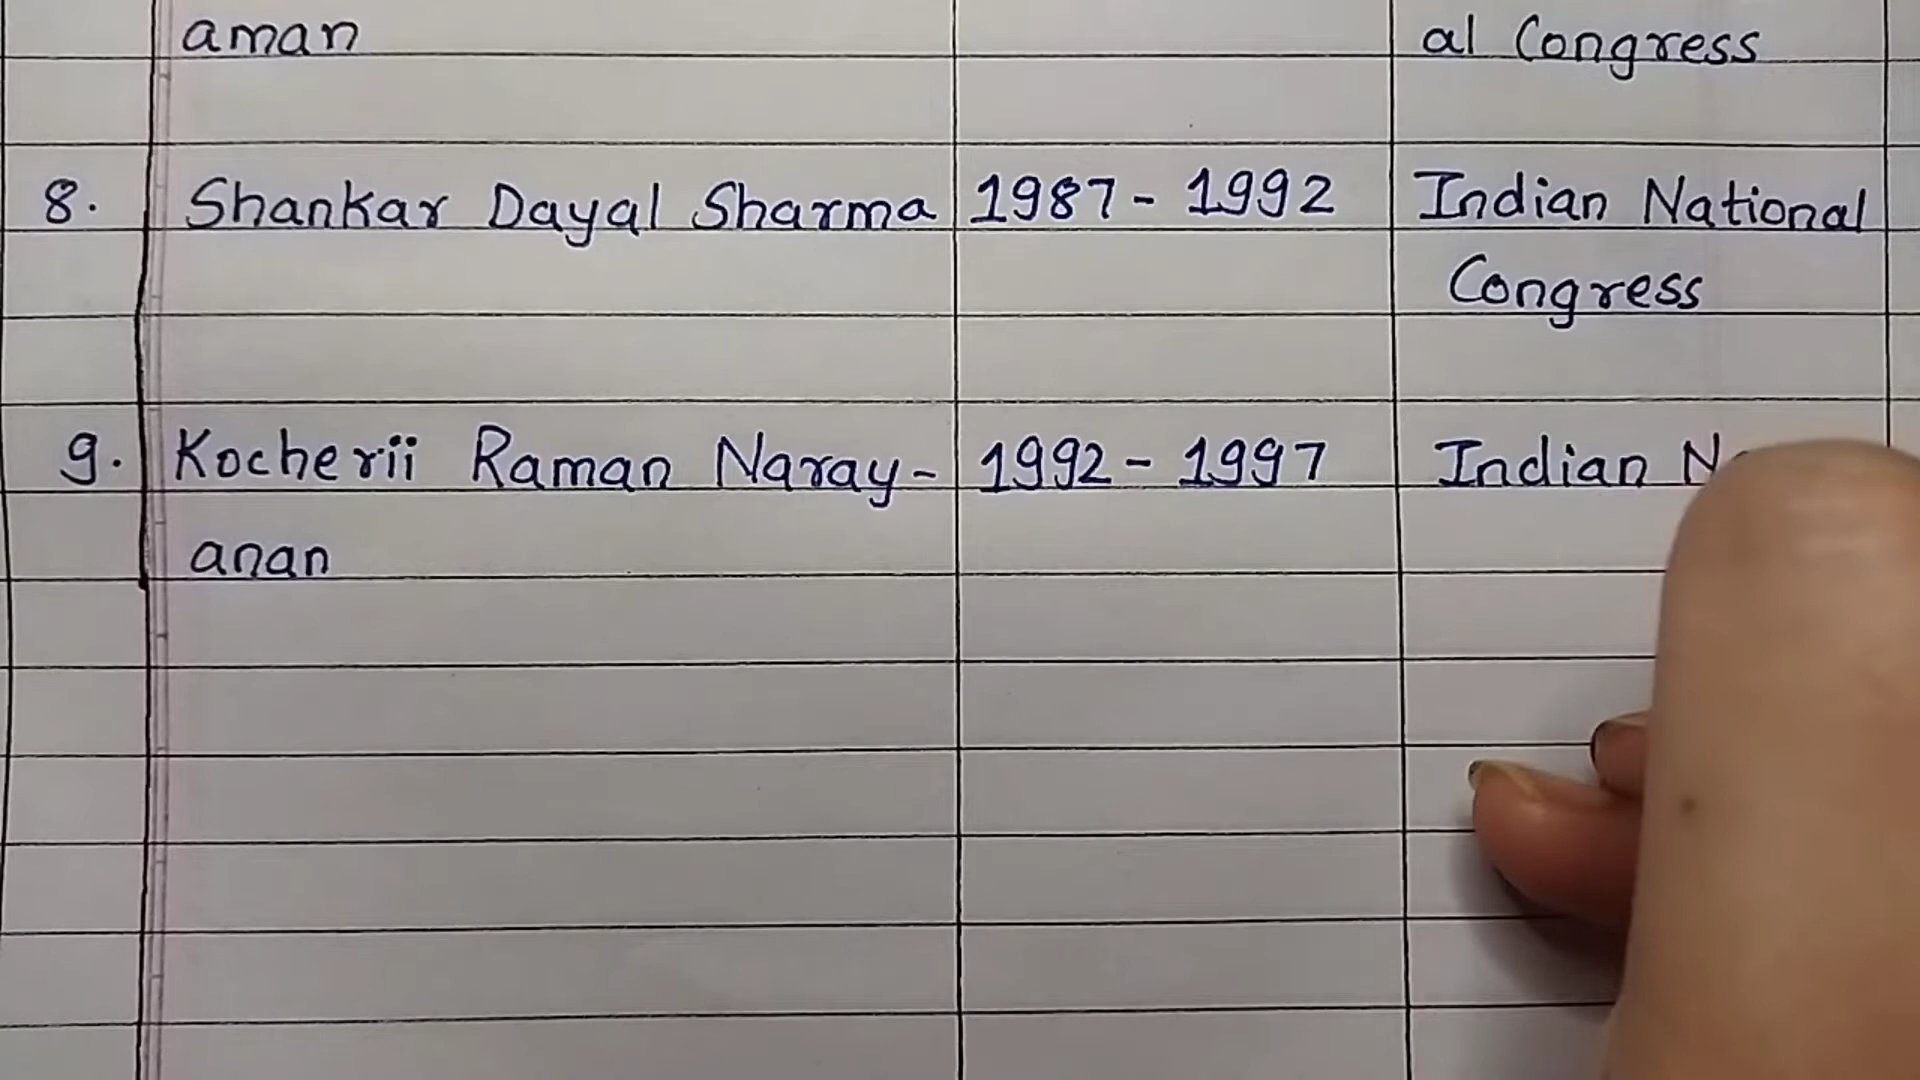 aman al Congress
8. Shankar Dayal Sharma 1987 - 1992 Indian National
Congress
9. Kocherii Raman Naray- 1992 - 1997 Indian
anan